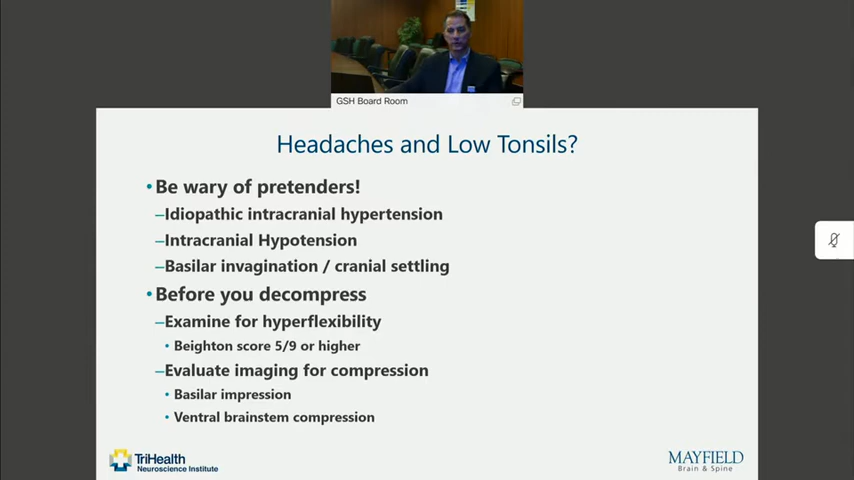 GSH Board Room
Headaches and Low Tonsils?
•Be wary of pretenders!
–Idiopathic intracranial hypertension
–Intracranial Hypotension
–Basilar invagination / cranial settling
•Before you decompress
–Examine for hyperflexibility
• Beighton score 5/9 or higher
–Evaluate imaging for compression
• Basilar impression
• Ventral brainstem compression
TriHealth
Neuroscience Institute
MAYFIELD
Brain & Spine